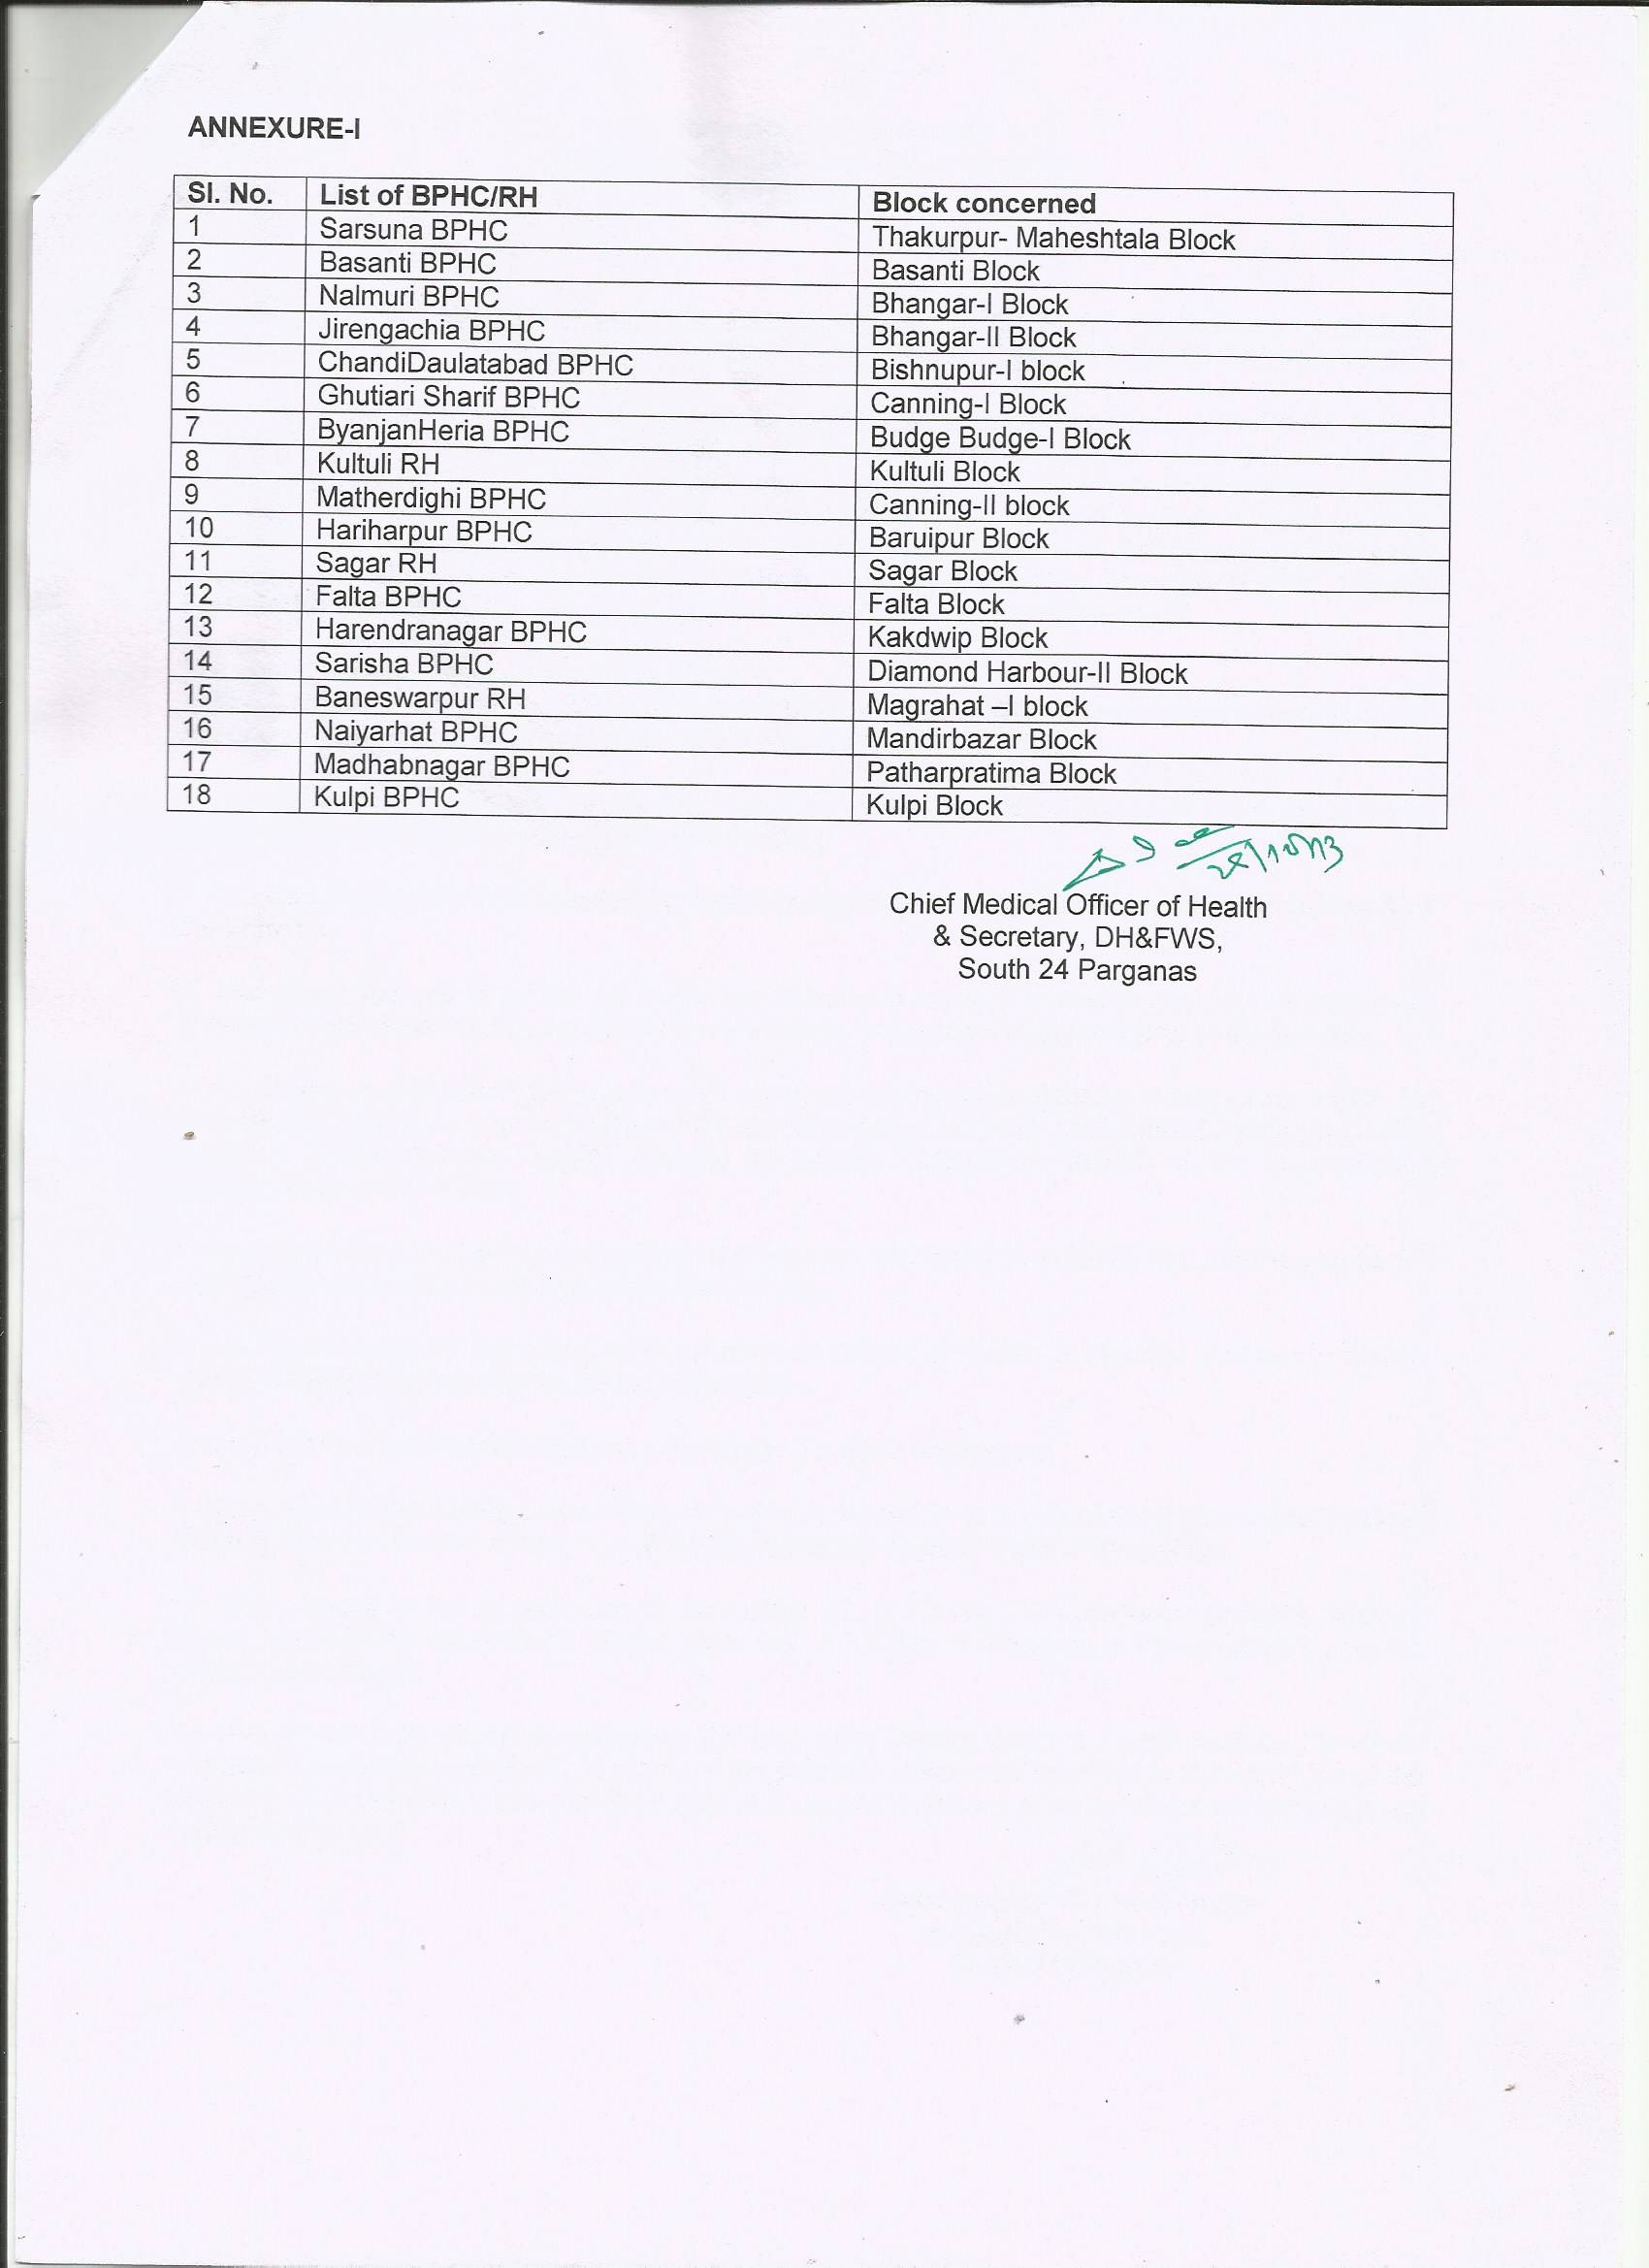 ANNEXURE-I
Sl. No. List of BPHC/RH Block concerned
1 Sarsuna BPHC Thakurpur- Maheshtala Block
2 Basanti BPHC Basanti Block
3 Nalmuri BPHC Bhangar-I Block
4 Jirengachia BPHC Bhangar-II Block
5 ChandiDaulatabad BPHC Bishnupur-I block
6 Ghutiari Sharif BPHC Canning-I Block
7 ByanjanHeria BPHC Budge Budge-I Block
8 Kultuli RH Kultuli Block
9 Matherdighi BPHC Canning-II block
10 Hariharpur BPHC Baruipur Block
11 Sagar RH Sagar Block
12 Falta BPHC Falta Block
13 Harendranagar BPHC Kakdwip Block
14 Sarisha BPHC Diamond Harbour-II Block
15 Baneswarpur RH Magrahat –I block
16 Naiyarhat BPHC Mandirbazar Block
17 Madhabnagar BPHC Patharpratima Block
18 Kulpi BPHC Kulpi Block
Chief Medical Officer of Health
& Secretary, DH&FWS,
South 24 Parganas